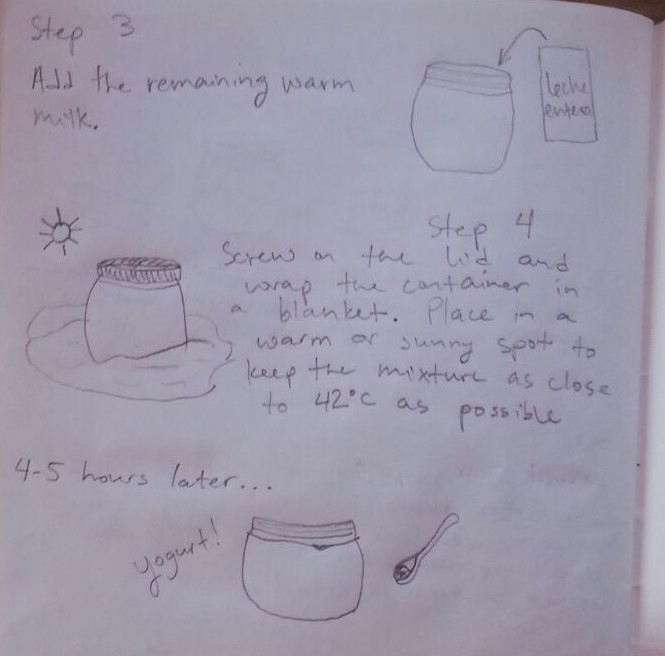 Step 3
Add the remaining warm
milk.
leche
entera
Step 4
Screw on the lid and
wrap the container in
a blanket. Place in a
warm or sunny spot to
keep the mixture as close
to 42°C as possible
4-5 hours later...
yogurt!